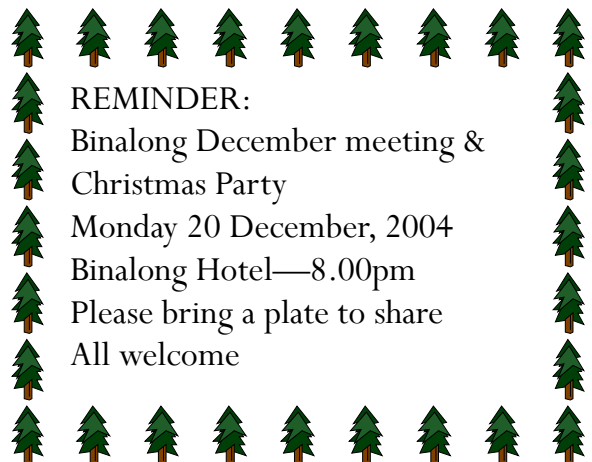 REMINDER:
Binalong December meeting &
Christmas Party
Monday 20 December, 2004
Binalong Hotel—8.00pm
Please bring a plate to share
All welcome